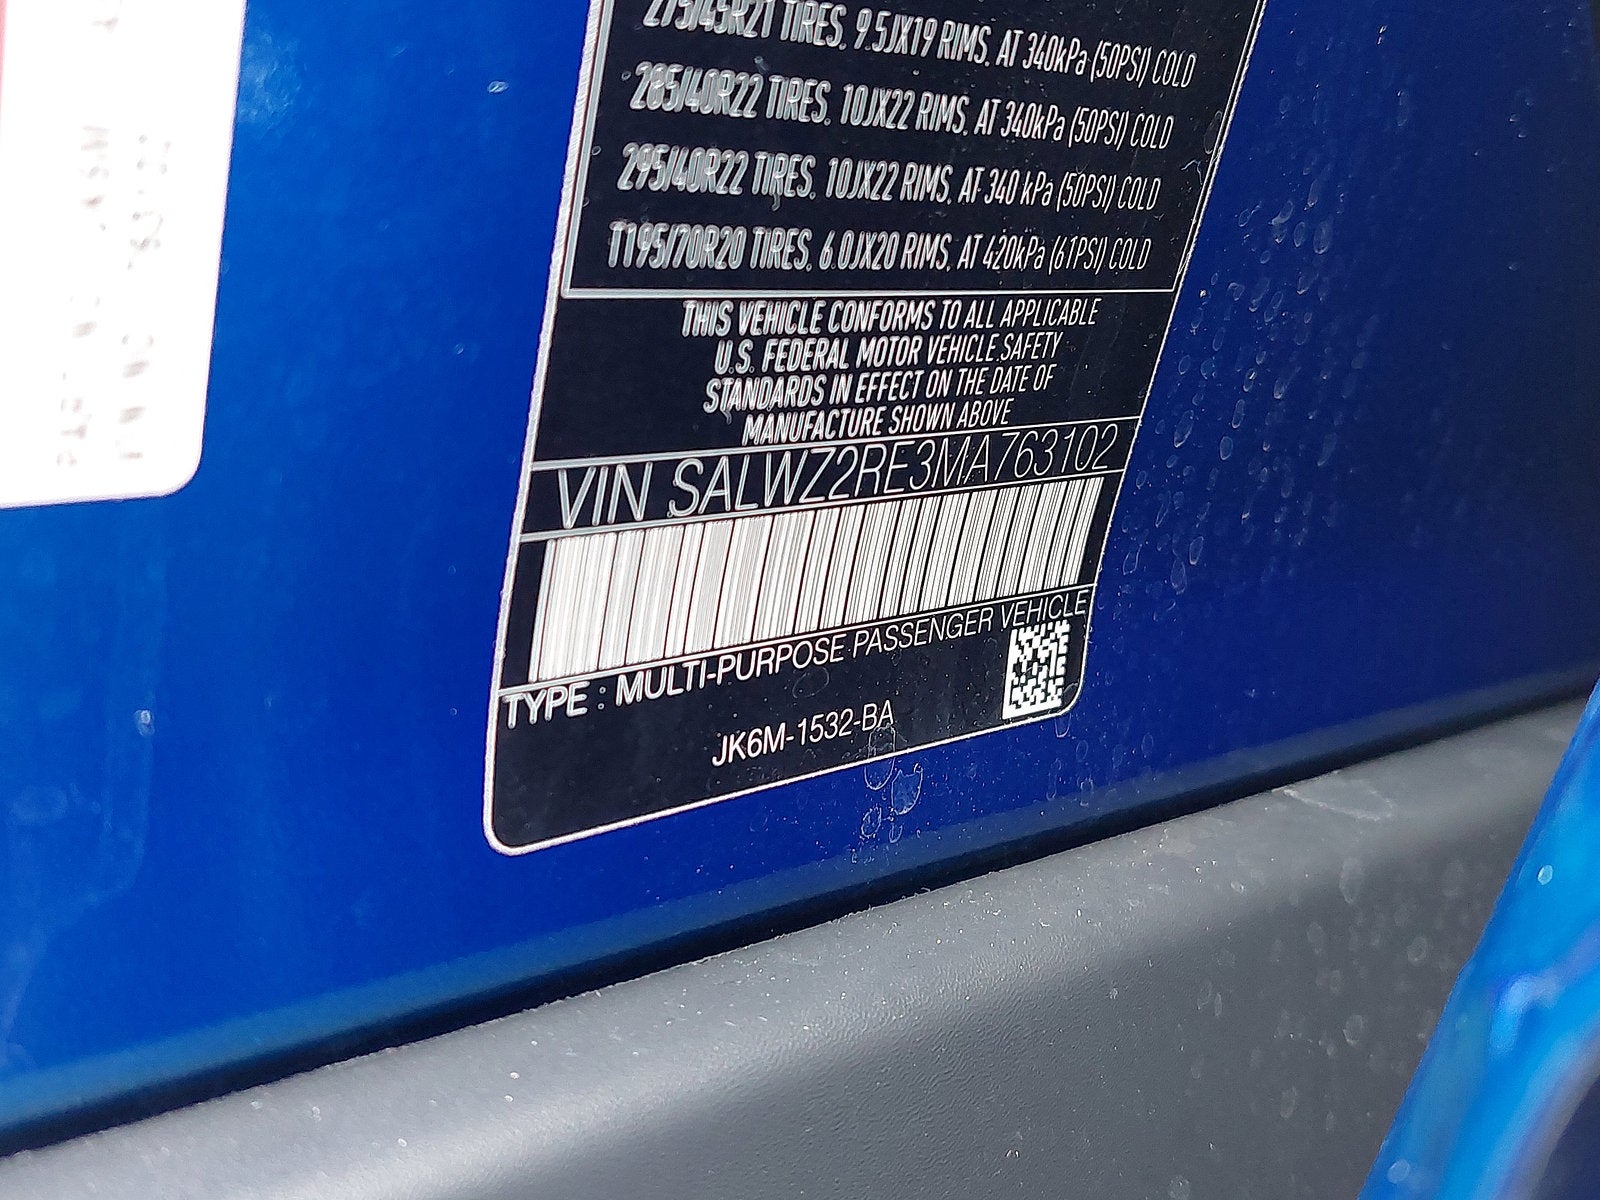 275/45R21 TIRES, 9.5JX19 RIMS, AT 340kPa (50PSI) COLD
285/40R22 TIRES, 10JX22 RIMS, AT 340kPa (50PSI) COLD
295/40R22 TIRES, 10JX22 RIMS, AT 340 kPa (50PSI) COLD
T195/70R20 TIRES, 6.0JX20 RIMS, AT 420kPa (61PSI) COLD
THIS VEHICLE CONFORMS TO ALL APPLICABLE
U.S. FEDERAL MOTOR VEHICLE SAFETY
STANDARDS IN EFFECT ON THE DATE OF
MANUFACTURE SHOWN ABOVE
VIN SALWZ2RE3MA763102
TYPE : MULTI-PURPOSE PASSENGER VEHICLE
JK6M-1532-BA